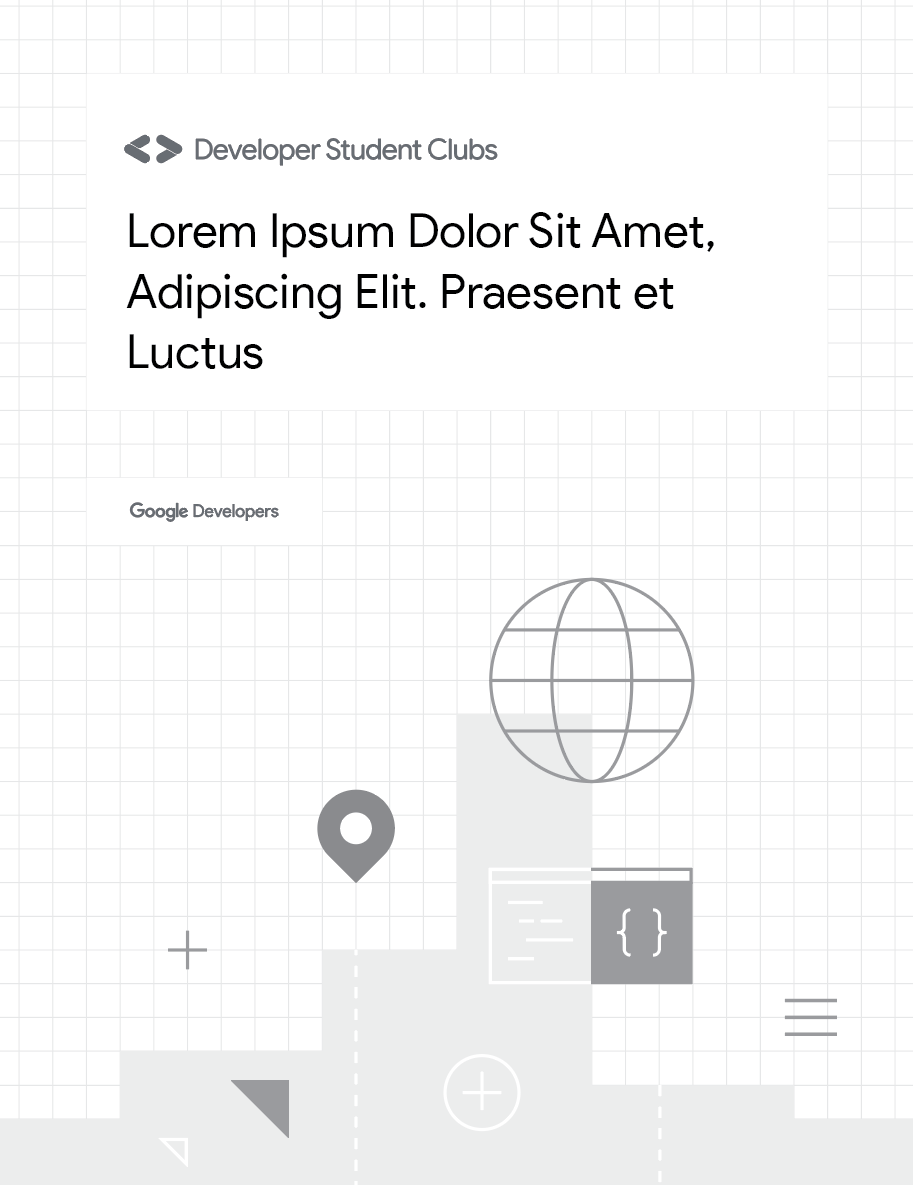 Developer Student Clubs
Lorem Ipsum Dolor Sit Amet,
Adipiscing Elit. Praesent et
Luctus
Google Developers
{ }